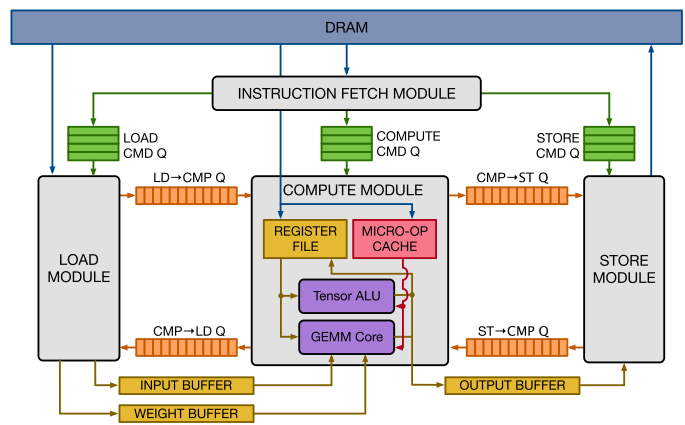 DRAM
INSTRUCTION FETCH MODULE
LOAD
CMD Q
COMPUTE
CMD Q
STORE
CMD Q
LD→CMP Q
COMPUTE MODULE
CMP→ST Q
REGISTER
FILE
MICRO-OP
CACHE
LOAD
MODULE
STORE
MODULE
Tensor ALU
GEMM Core
CMP→LD Q
ST→CMP Q
INPUT BUFFER
OUTPUT BUFFER
WEIGHT BUFFER